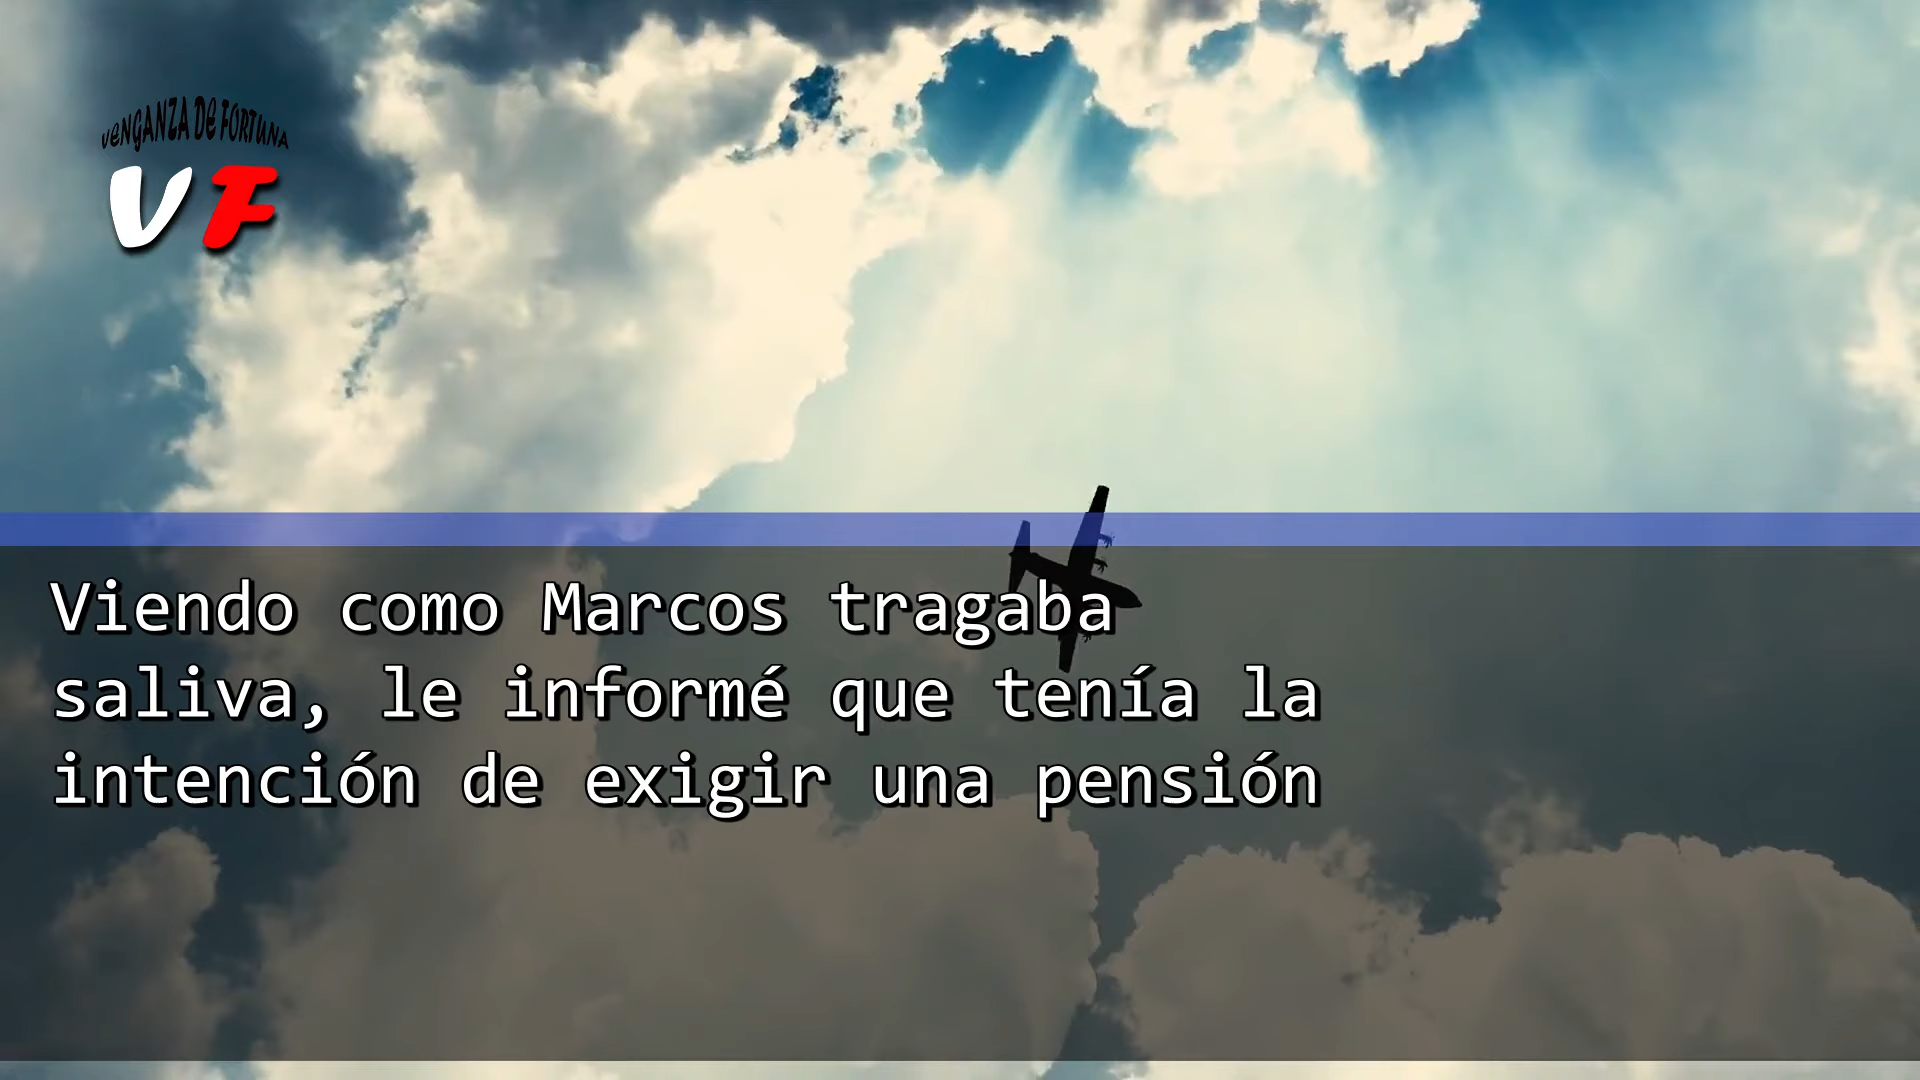 VENGANZA DE FORTUNA
VF
Viendo como Marcos tragaba
saliva, le informé que tenía la
intención de exigir una pensión